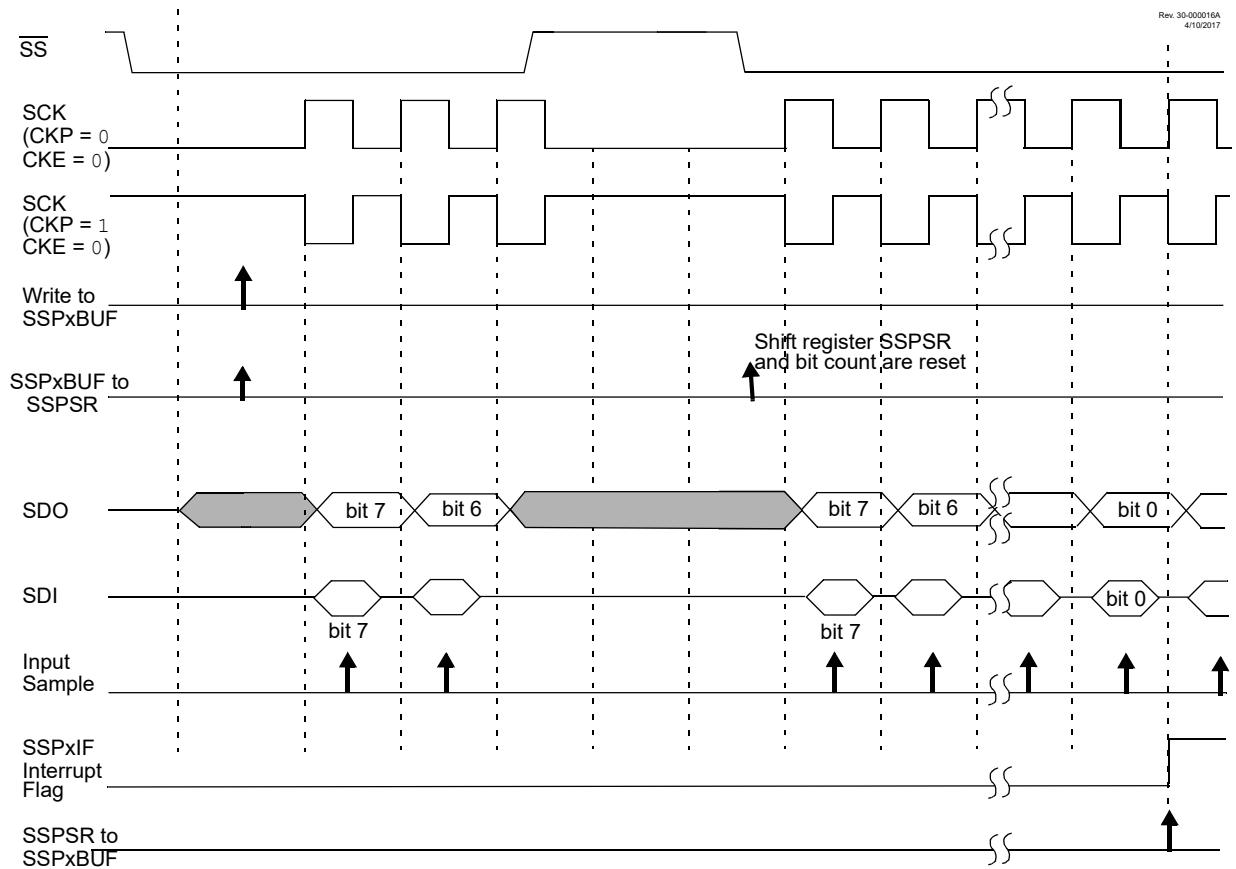 Rev. 30-000016A
4/10/2017
SS
SCK
(CKP = 0
CKE = 0)
SCK
(CKP = 1
CKE = 0)
Write to
SSPxBUF
Shift register SSPSR
and bit count are reset
SSPxBUF to
SSPSR
SDO
bit 7
bit 6
bit 7
bit 6
bit 0
SDI
bit 0
bit 7
bit 7
Input
Sample
SSPxIF
Interrupt
Flag
SSPSR to
SSPxBUF